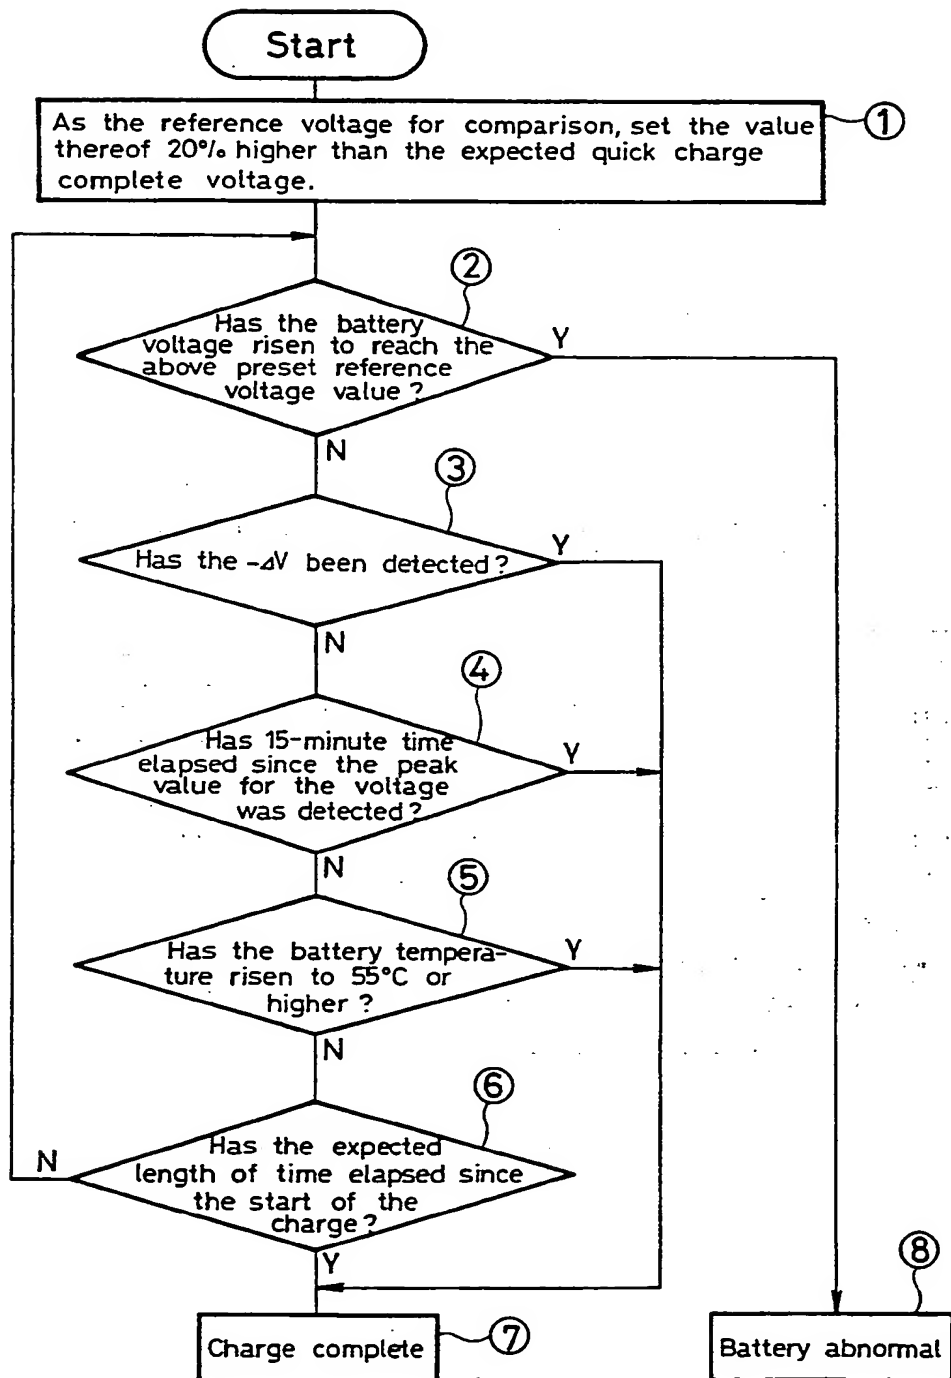 Start
①
As the reference voltage for comparison, set the value
thereof 20% higher than the expected quick charge
complete voltage.
②
Has the battery
voltage risen to reach the
above preset reference
voltage value?
Y
N
③
Has the -ΔV been detected?
Y
N
④
Has 15-minute time
elapsed since the peak
value for the voltage
was detected?
Y
N
⑤
Has the battery tempera-
ture risen to 55°C or
higher?
Y
N
⑥
Has the expected
length of time elapsed since
the start of the
charge?
N
Y
⑦
Charge complete
⑧
Battery abnormal